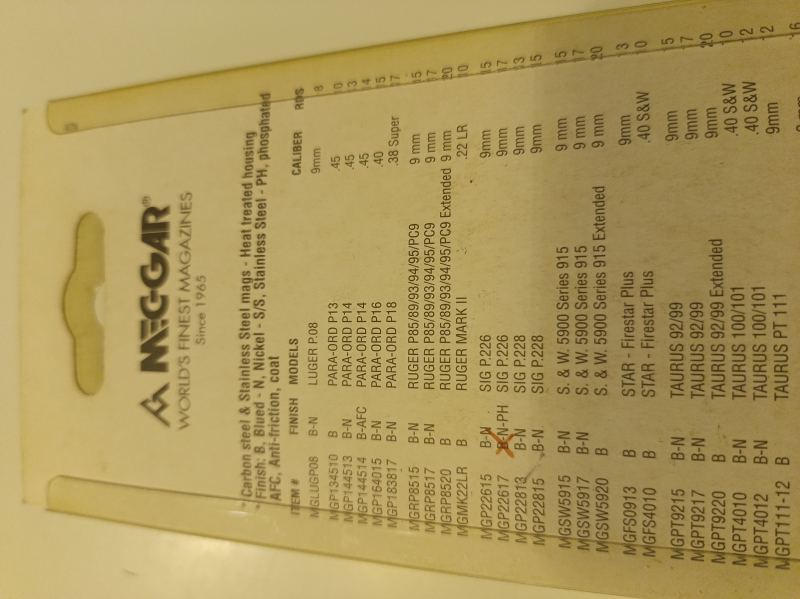 MEC-GAR®
WORLD'S FINEST MAGAZINES
Since 1965
- Carbon steel & Stainless Steel mags - Heat treated housing
- Finish: B, Blued - N, Nickel - S/S, Stainless Steel - PH, phosphated
AFC, Anti-friction, coat
ITEM # FINISH MODELS CALIBER RDS
MGLUGP08 B-N LUGER P.08 9mm 8
MGP134510 B PARA-ORD P13 .45 10
MGP144513 B-N PARA-ORD P14 .45 13
MGP144514 B-AFC PARA-ORD P14 .45 14
MGP164015 B-N PARA-ORD P16 .40 15
MGP183817 B-N PARA-ORD P18 .38 Super 17
MGRP8515 B-N RUGER P85/89/93/94/95/PC9 9 mm 15
MGRP8517 B-N RUGER P85/89/93/94/95/PC9 9 mm 17
MGRP8520 B RUGER P85/89/93/94/95/PC9 Extended 9 mm 20
MGMK22LR B RUGER MARK II .22 LR 10
MGP22615 B-N SIG P.226 9mm 15
MGP22617 B-N-PH SIG P.226 9mm 17
MGP22813 B-N SIG P.228 9mm 13
MGP22815 B-N SIG P.228 9mm 15
MGSW5915 B-N S. & W. 5900 Series 915 9 mm 15
MGSW5917 B-N S. & W. 5900 Series 915 9 mm 17
MGSW5920 B S. & W. 5900 Series 915 Extended 9 mm 20
MGFS0913 B STAR - Firestar Plus 9mm 13
MGFS4010 B STAR - Firestar Plus .40 S&W 10
MGPT9215 B-N TAURUS 92/99 9mm 15
MGPT9217 B-N TAURUS 92/99 9mm 17
MGPT9220 B TAURUS 92/99 Extended 9mm 20
MGPT4010 B-N TAURUS 100/101 .40 S&W 10
MGPT4012 B-N TAURUS 100/101 .40 S&W 12
MGPT111-12 B TAURUS PT 111 9mm 12